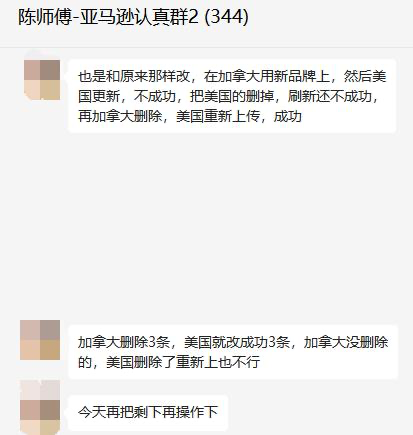 陈师傅-亚马逊认真群2 (344)
也是和原来那样改，在加拿大用新品牌上，然后美
国更新，不成功，把美国的删掉，刷新还不成功，
再加拿大删除，美国重新上传，成功
加拿大删除3条，美国就改成功3条，加拿大没删除
的，美国删除了重新上也不行
今天再把剩下再操作下